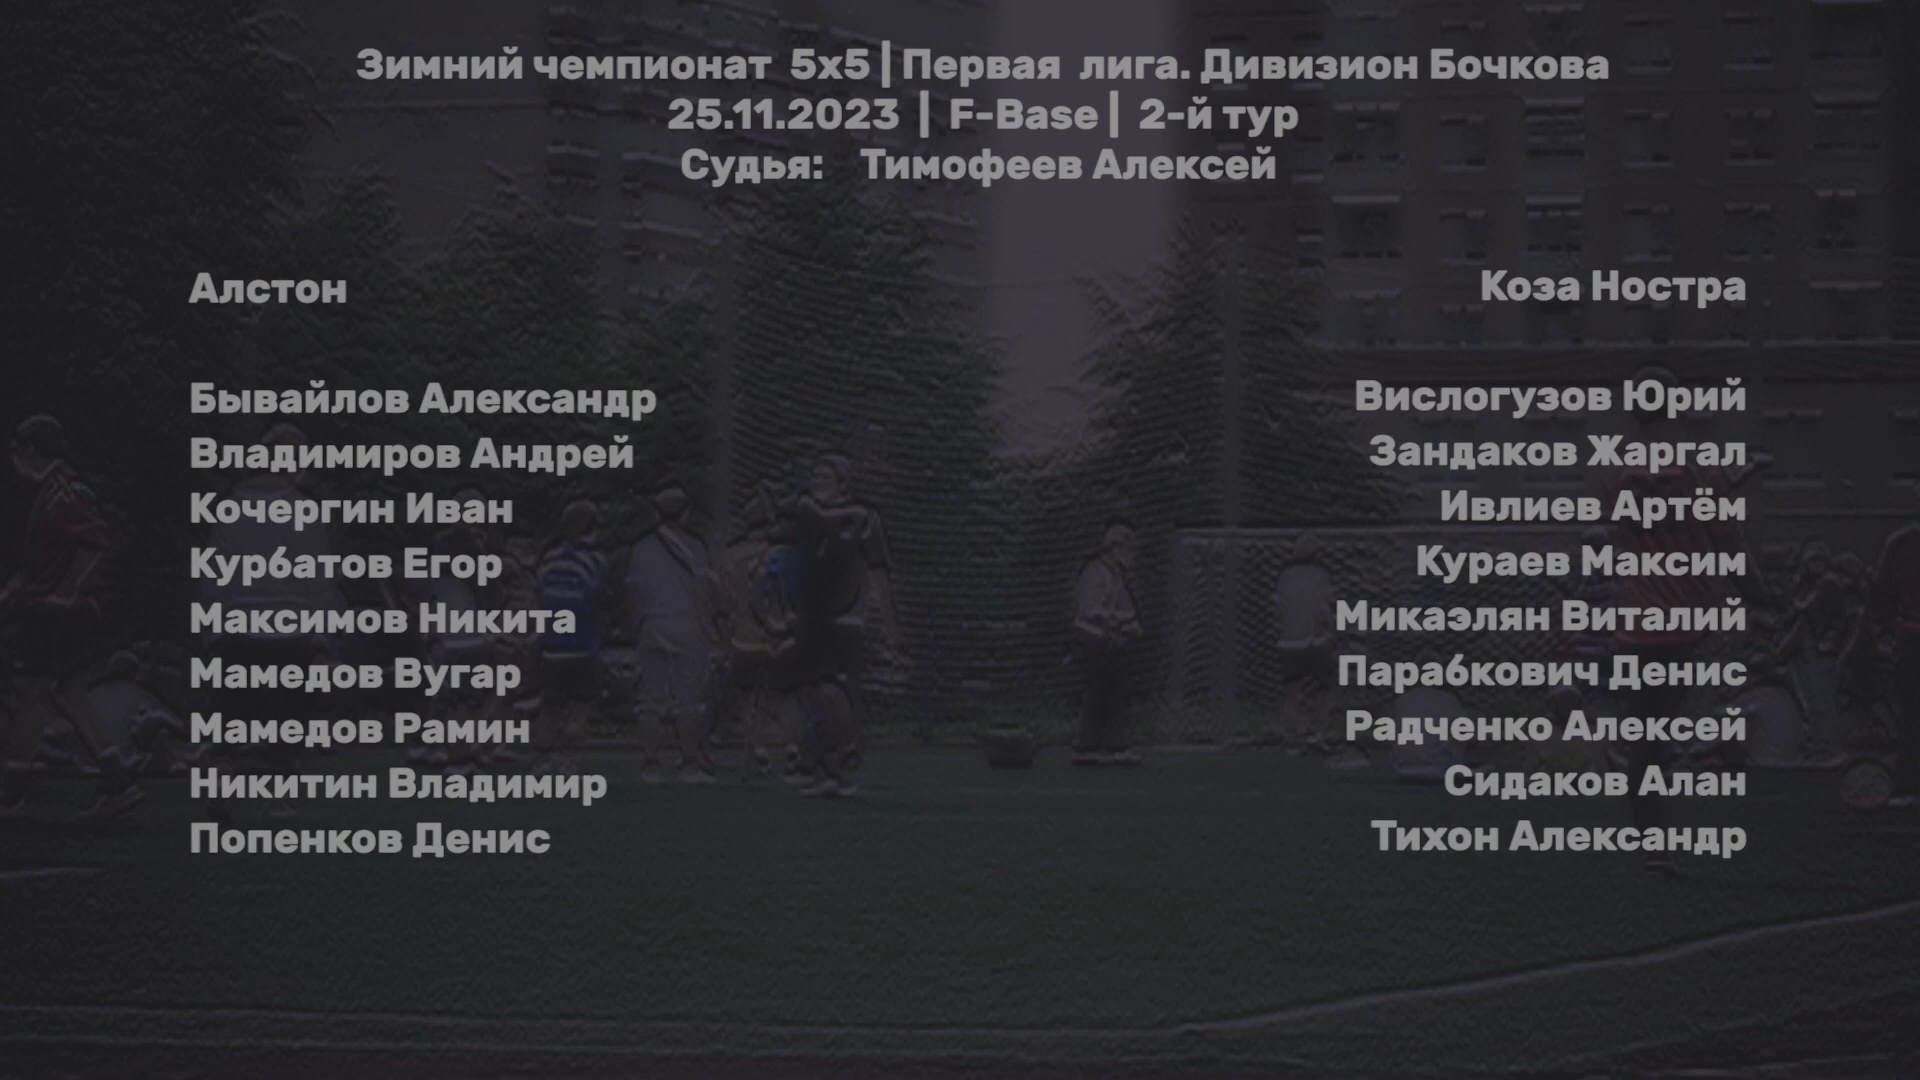 Зимний чемпионат 5x5 | Первая лига. Дивизион Бочкова
25.11.2023 | F-Base | 2-й тур
Судья: Тимофеев Алексей
Алстон
Бывайлов Александр
Владимиров Андрей
Кочергин Иван
Курбатов Егор
Максимов Никита
Мамедов Вугар
Мамедов Рамин
Никитин Владимир
Попенков Денис
Коза Ностра
Вислогузов Юрий
Зандаков Жаргал
Ивлиев Артём
Кураев Максим
Микаэлян Виталий
Парабкович Денис
Радченко Алексей
Сидаков Алан
Тихон Александр